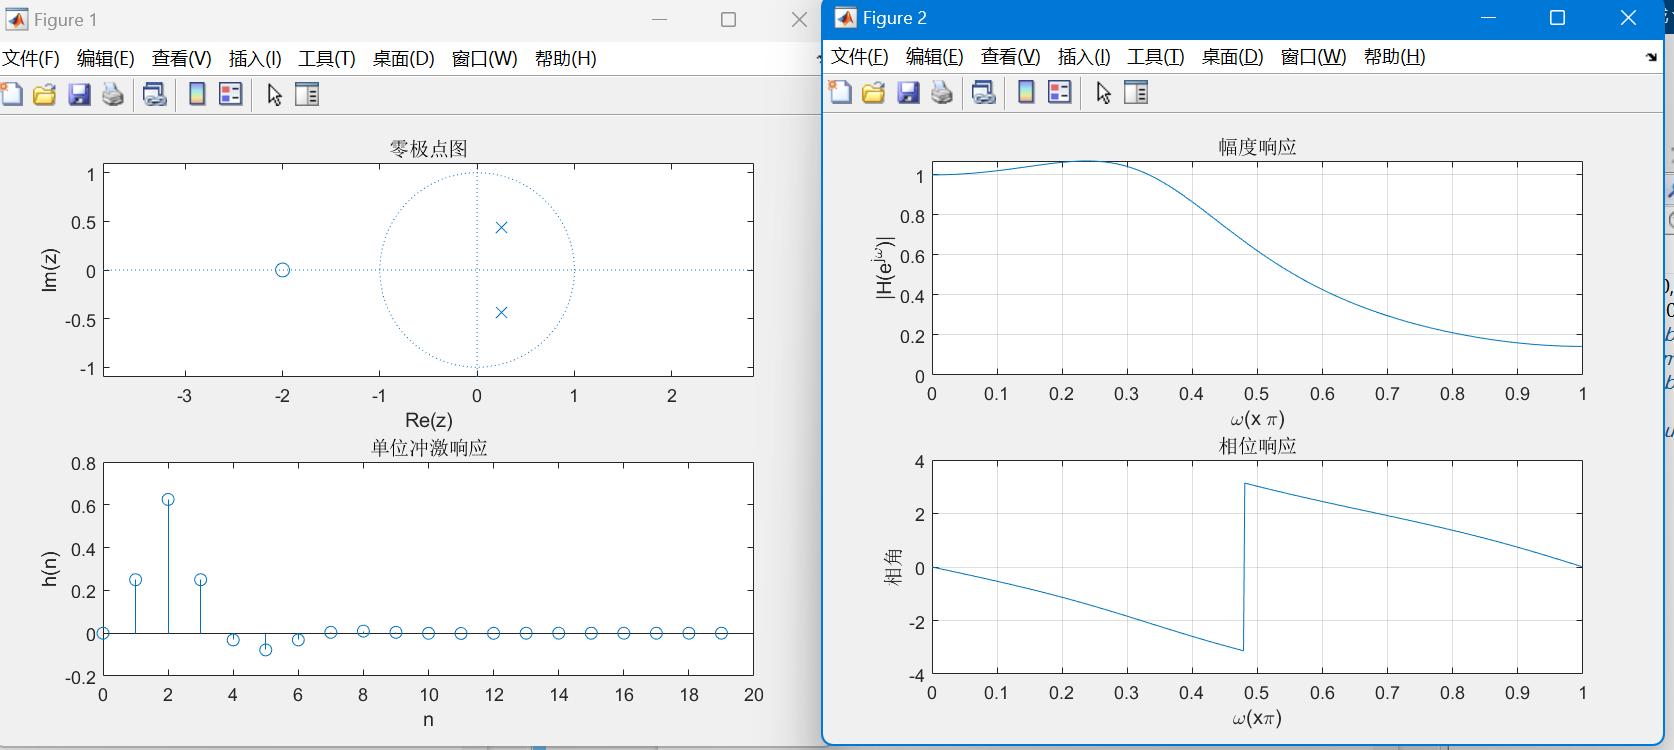 Figure 1
文件(F) 编辑(E) 查看(V) 插入(I) 工具(T) 桌面(D) 窗口(W) 帮助(H)
零极点图
1
0.5
0
-0.5
-1
Im(z)
-3 -2 -1 0 1 2
Re(z)
单位冲激响应
0.8
0.6
0.4
0.2
0
-0.2
h(n)
0 2 4 6 8 10 12 14 16 18 20
n
Figure 2
文件(F) 编辑(E) 查看(V) 插入(I) 工具(T) 桌面(D) 窗口(W) 帮助(H)
幅度响应
1
0.8
0.6
0.4
0.2
0
|H(e^jω)|
0 0.1 0.2 0.3 0.4 0.5 0.6 0.7 0.8 0.9 1
ω(x π)
相位响应
4
2
0
-2
-4
相角
0 0.1 0.2 0.3 0.4 0.5 0.6 0.7 0.8 0.9 1
ω(xπ)